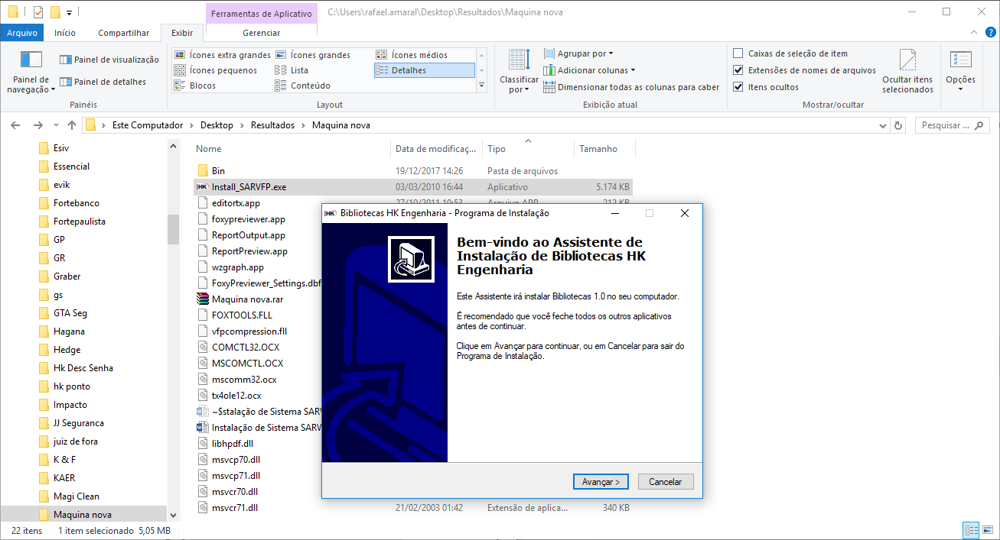 Ferramentas de Aplicativo
C:\Users\rafael.amaral\Desktop\Resultados\Maquina nova
Arquivo
Início
Compartilhar
Exibir
Gerenciar
Painel de navegação
Painel de visualização
Painel de detalhes
Painéis
Ícones extra grandes
Ícones grandes
Ícones médios
Ícones pequenos
Lista
Detalhes
Blocos
Conteúdo
Layout
Classificar por
Agrupar por
Adicionar colunas
Dimensionar todas as colunas para caber
Exibição atual
Caixas de seleção de item
Extensões de nomes de arquivos
Itens ocultos
Ocultar itens selecionados
Mostrar/ocultar
Opções
Este Computador > Desktop > Resultados > Maquina nova
Pesquisar ...
Esiv
Essencial
evik
Fortebanco
Fortepaulista
GP
GR
Graber
gs
GTA Seg
Hagana
Hedge
Hk Desc Senha
hk ponto
Impacto
JJ Seguranca
juiz de fora
K & F
KAER
Magi Clean
Maquina nova
Nome Data de modificaç... Tipo Tamanho
Bin 19/12/2017 14:26 Pasta de arquivos
HK Install_SARVFP.exe 03/03/2010 16:44 Aplicativo 5.174 KB
editortx.app 27/10/2011 10:53 Arquivo APP 212 KB
foxypreviewer.app
ReportOutput.app
ReportPreview.app
wzgraph.app
FoxyPreviewer_Settings.dbf
Maquina nova.rar
FOXTOOLS.FLL
vfpcompression.fll
COMCTL32.OCX
MSCOMCTL.OCX
mscomm32.ocx
tx4ole12.ocx
~$stalação de Sistema SARV
Instalação de Sistema SARV
libhpdf.dll
msvcp70.dll
msvcp71.dll
msvcr70.dll
msvcr71.dll 21/02/2003 01:42 Extensão de aplica... 340 KB
HK Bibliotecas HK Engenharia - Programa de Instalação
Bem-vindo ao Assistente de
Instalação de Bibliotecas HK
Engenharia
Este Assistente irá instalar Bibliotecas 1.0 no seu computador.
É recomendado que você feche todos os outros aplicativos
antes de continuar.
Clique em Avançar para continuar, ou em Cancelar para sair do
Programa de Instalação.
Avançar >
Cancelar
22 itens 1 item selecionado 5,05 MB